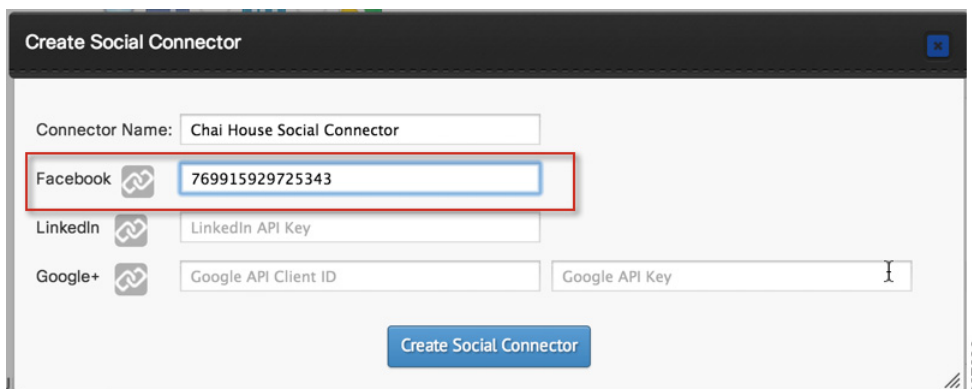 Create Social Connector
Connector Name: Chai House Social Connector
Facebook 769915929725343
LinkedIn LinkedIn API Key
Google+ Google API Client ID Google API Key
Create Social Connector